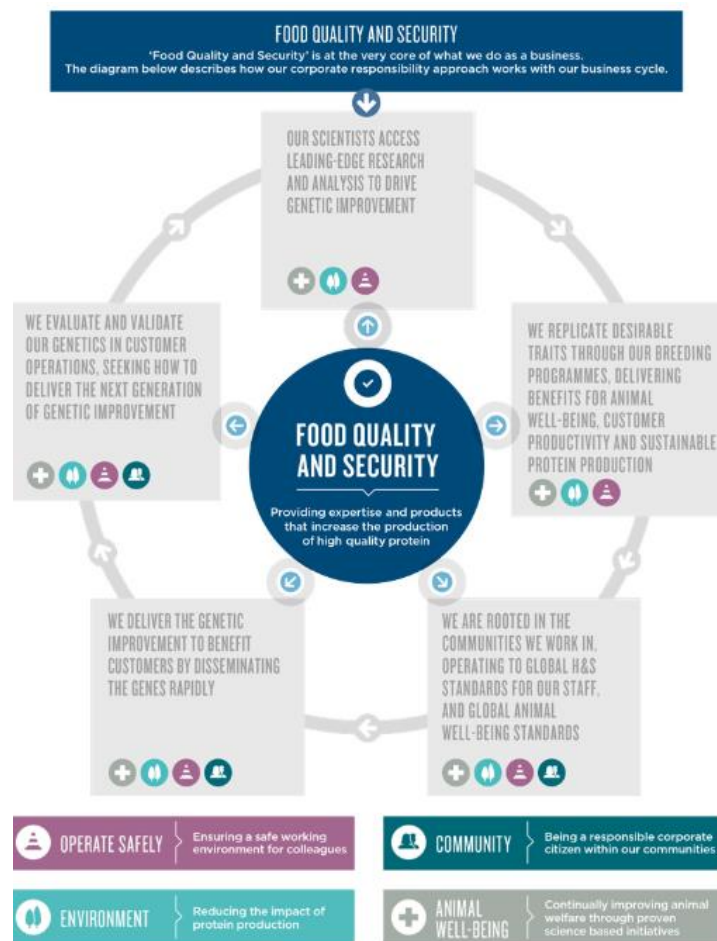 FOOD QUALITY AND SECURITY
'Food Quality and Security' is at the very core of what we do as a business.
The diagram below describes how our corporate responsibility approach works with our business cycle.
OUR SCIENTISTS ACCESS
LEADING-EDGE RESEARCH
AND ANALYSIS TO DRIVE
GENETIC IMPROVEMENT
WE EVALUATE AND VALIDATE
OUR GENETICS IN CUSTOMER
OPERATIONS, SEEKING HOW TO
DELIVER THE NEXT GENERATION
OF GENETIC IMPROVEMENT
WE REPLICATE DESIRABLE
TRAITS THROUGH OUR BREEDING
PROGRAMMES, DELIVERING
BENEFITS FOR ANIMAL
WELL-BEING, CUSTOMER
PRODUCTIVITY AND SUSTAINABLE
PROTEIN PRODUCTION
FOOD QUALITY
AND SECURITY
Providing expertise and products
that increase the production
of high quality protein
WE DELIVER THE GENETIC
IMPROVEMENT TO BENEFIT
CUSTOMERS BY DISSEMINATING
THE GENES RAPIDLY
WE ARE ROOTED IN THE
COMMUNITIES WE WORK IN,
OPERATING TO GLOBAL H&S
STANDARDS FOR OUR STAFF,
AND GLOBAL ANIMAL
WELL-BEING STANDARDS
OPERATE SAFELY
Ensuring a safe working
environment for colleagues
COMMUNITY
Being a responsible corporate
citizen within our communities
ENVIRONMENT
Reducing the impact of
protein production
ANIMAL
WELL-BEING
Continually improving animal
welfare through proven
science based initiatives